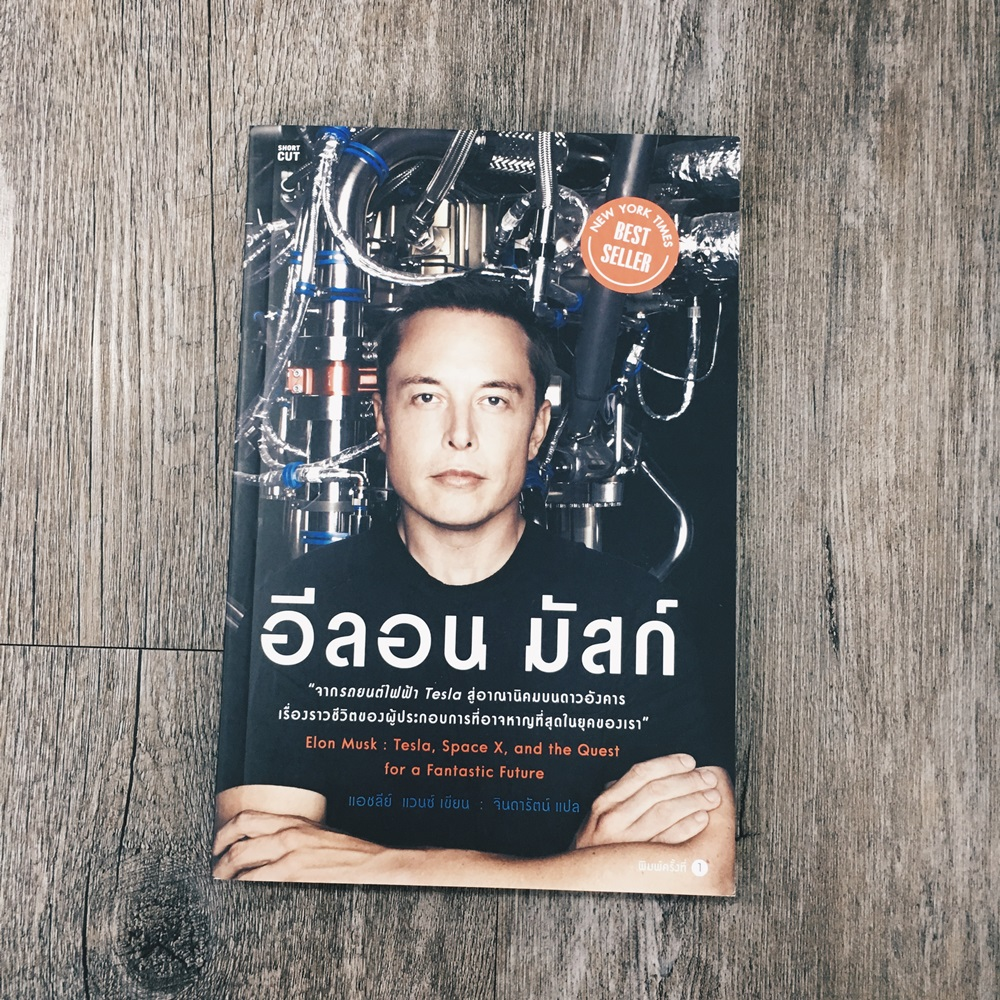 SHORT
CUT
NEW YORK TIMES
BEST
SELLER
อีลอน มัสก์
“จากรถยนต์ไฟฟ้า Tesla สู่อาณานิคมบนดาวอังคาร
เรื่องราวชีวิตของผู้ประกอบการที่อาจหาญที่สุดในยุคของเรา”
Elon Musk : Tesla, Space X, and the Quest
for a Fantastic Future
แอชลีย์ แวนซ์ เขียน : จินดารัตน์ แปล
พิมพ์ครั้งที่ 1